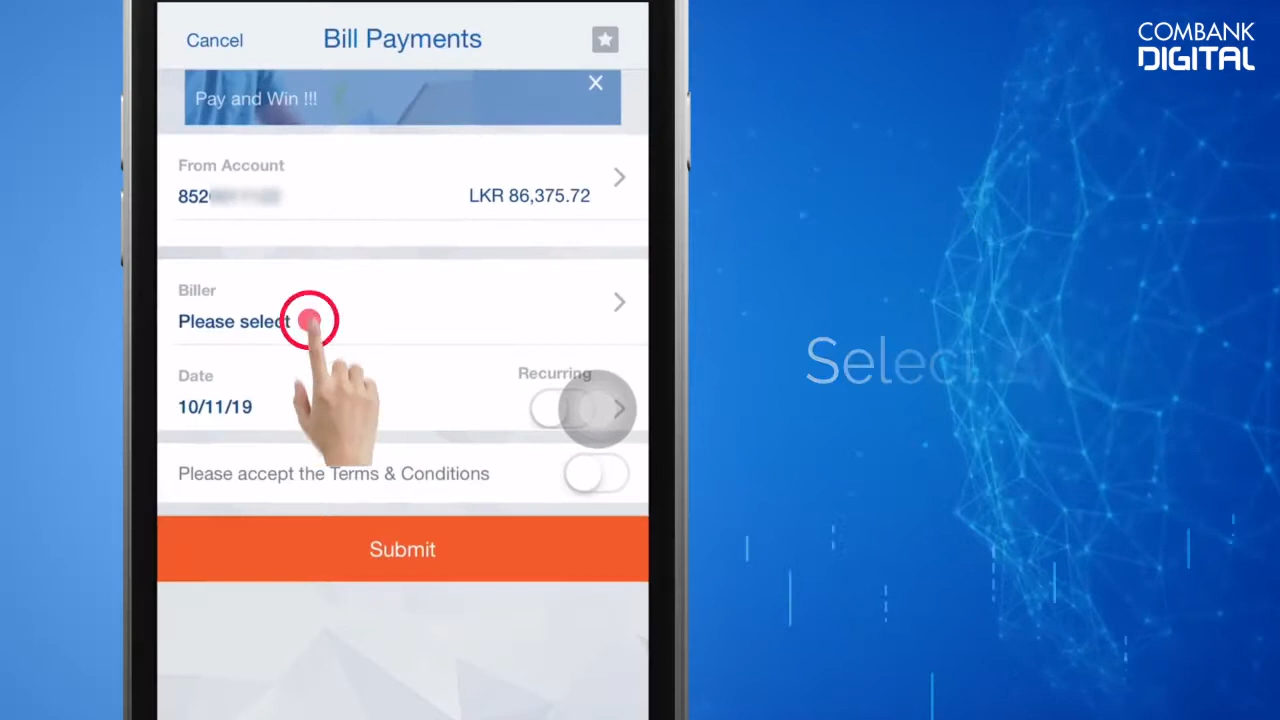 Cancel
Bill Payments
Pay and Win !!!
From Account
852
LKR 86,375.72
Biller
Please select
Date
Recurring
10/11/19
Please accept the Terms & Conditions
Submit
COMBANK
DIGITAL
Select